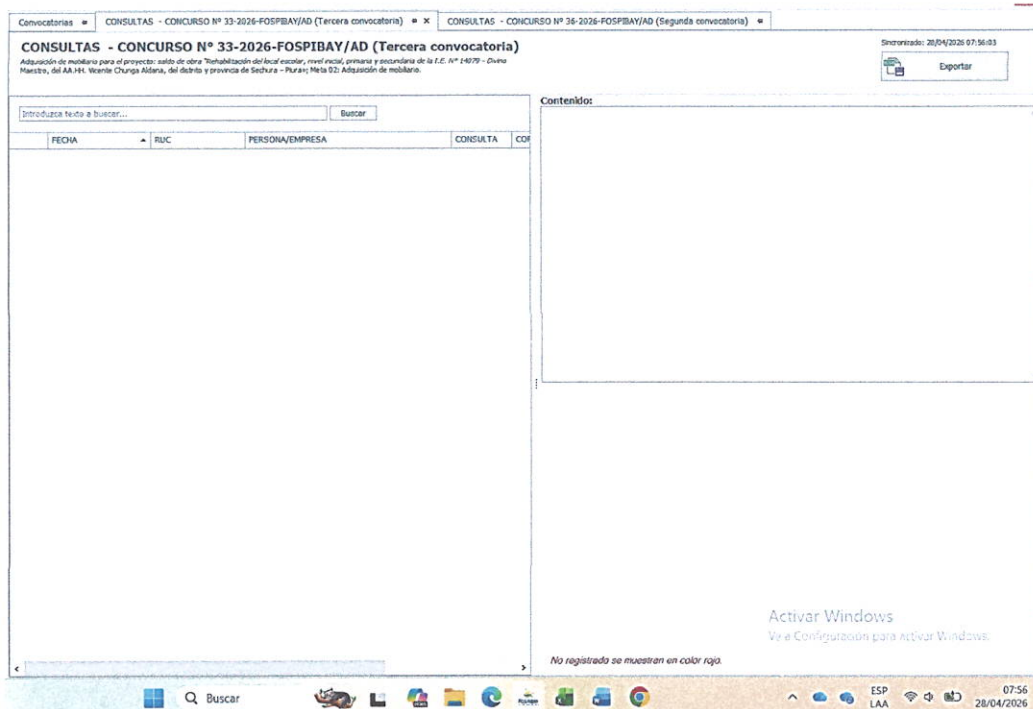 Convocatorias
CONSULTAS - CONCURSO Nº 33-2026-FOSPIBAY/AD (Tercera convocatoria)
CONSULTAS - CONCURSO Nº 36-2026-FOSPIBAY/AD (Segunda convocatoria)
CONSULTAS - CONCURSO Nº 33-2026-FOSPIBAY/AD (Tercera convocatoria)
Adquisición de mobiliario para el proyecto: saldo de obra "Rehabilitación del local escolar, nivel inicial, primaria y secundaria de la I.E. Nº 14079 - Divino
Maestro, del AA.HH. Vicente Chunga Aldana, del distrito y provincia de Sechura - Piura»; Meta 02: Adquisición de mobiliario.
Sincronizado: 28/04/2026 07:56:03
Exportar
Introduzca texto a buscar...
Buscar
FECHA RUC PERSONA/EMPRESA CONSULTA
Contenido:
Activar Windows
Ve a Configuración para activar Windows.
No registrado se muestran en color rojo.
Buscar
ESP
LAA
07:56
28/04/2026